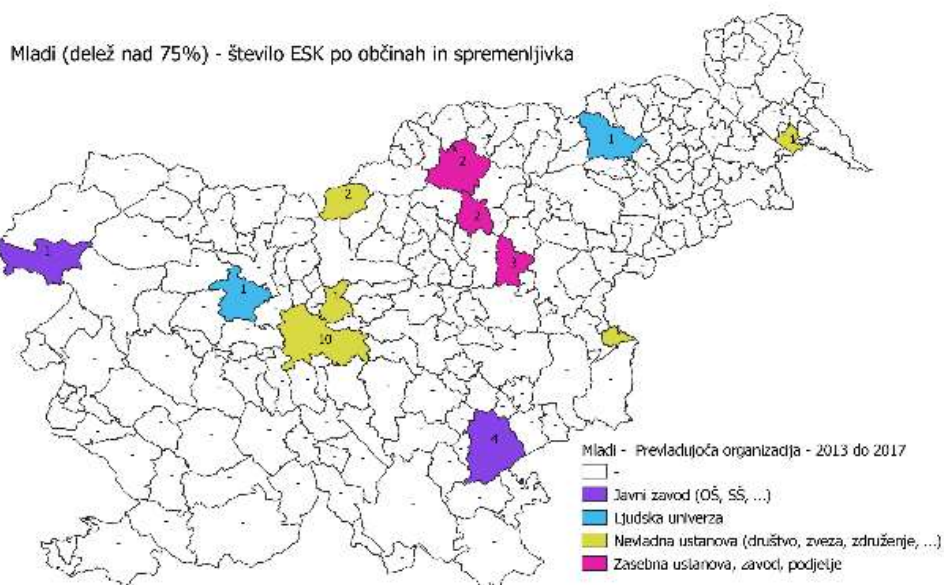 Mladi (delež nad 75%) - število ESK po občinah in spremenljivka
1
2
2
1
1
2
1
3
10
4
Mladi - Prevladujoča organizacija - 2013 do 2017
-
Javni zavod (OŠ, SŠ, ...)
Ljudska univerza
Nevladna ustanova (društvo, zveza, združenje, ...)
Zasebna ustanova, zavod, podjetje